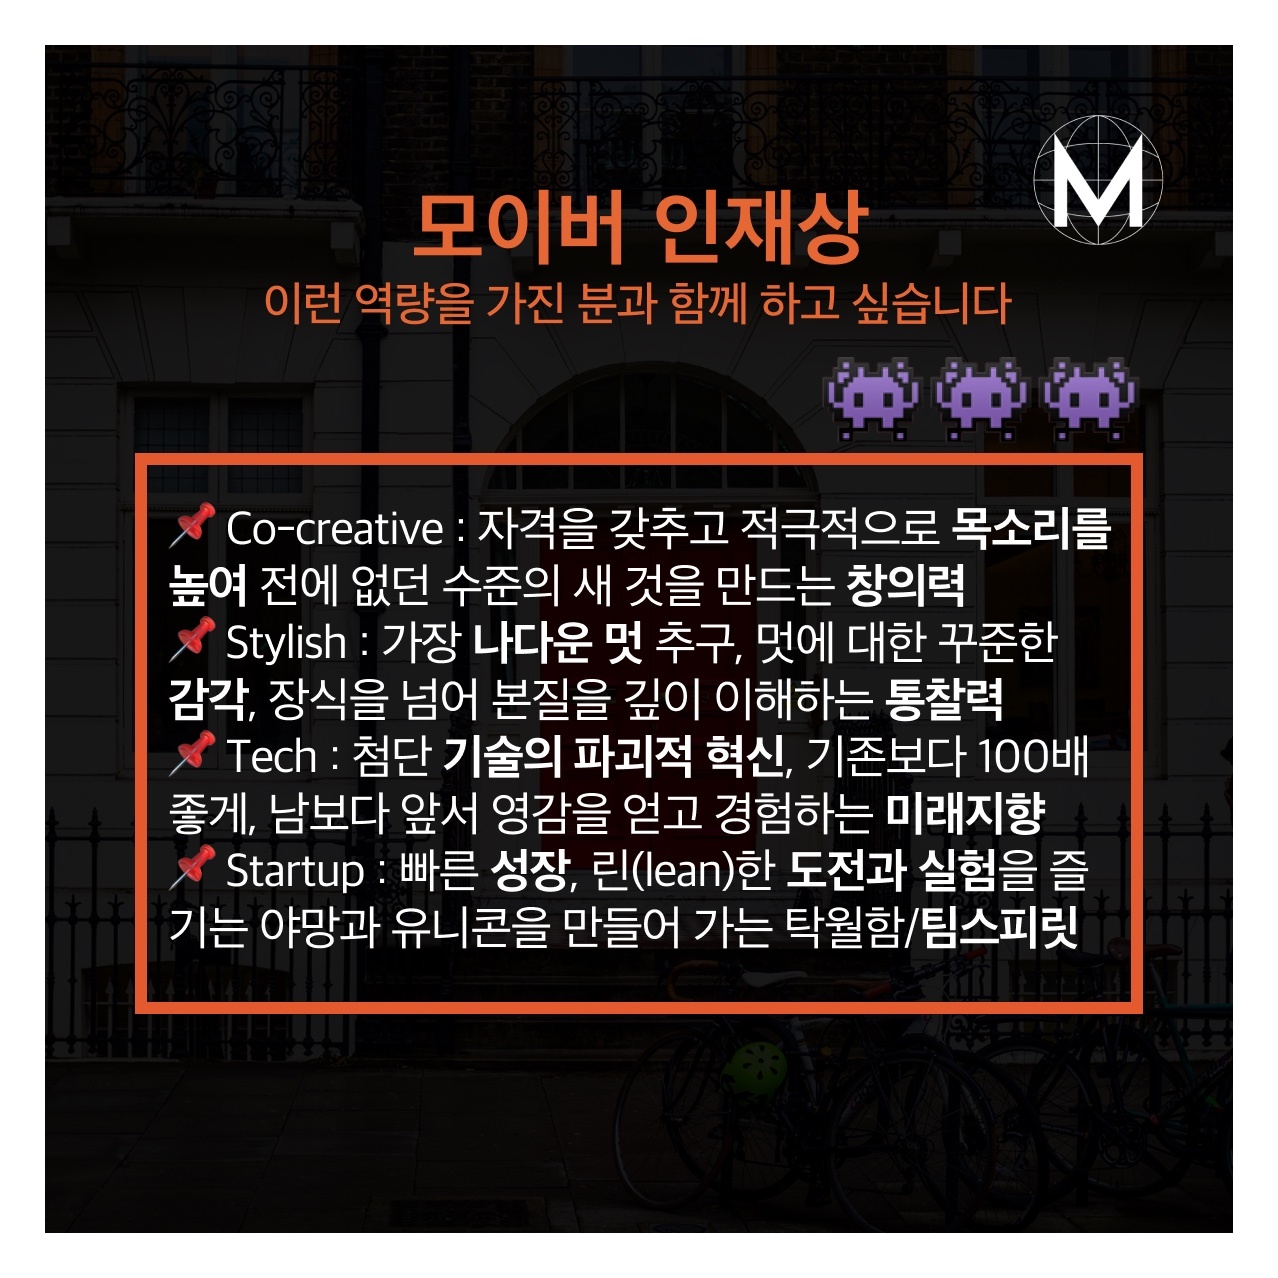 M
모이버 인재상
이런 역량을 가진 분과 함께 하고 싶습니다
📌 Co-creative : 자격을 갖추고 적극적으로 목소리를
높여 전에 없던 수준의 새 것을 만드는 창의력
📌 Stylish : 가장 나다운 멋 추구, 멋에 대한 꾸준한
감각, 장식을 넘어 본질을 깊이 이해하는 통찰력
📌 Tech : 첨단 기술의 파괴적 혁신, 기존보다 100배
좋게, 남보다 앞서 영감을 얻고 경험하는 미래지향
📌 Startup : 빠른 성장, 린(lean)한 도전과 실험을 즐
기는 야망과 유니콘을 만들어 가는 탁월함/팀스피릿